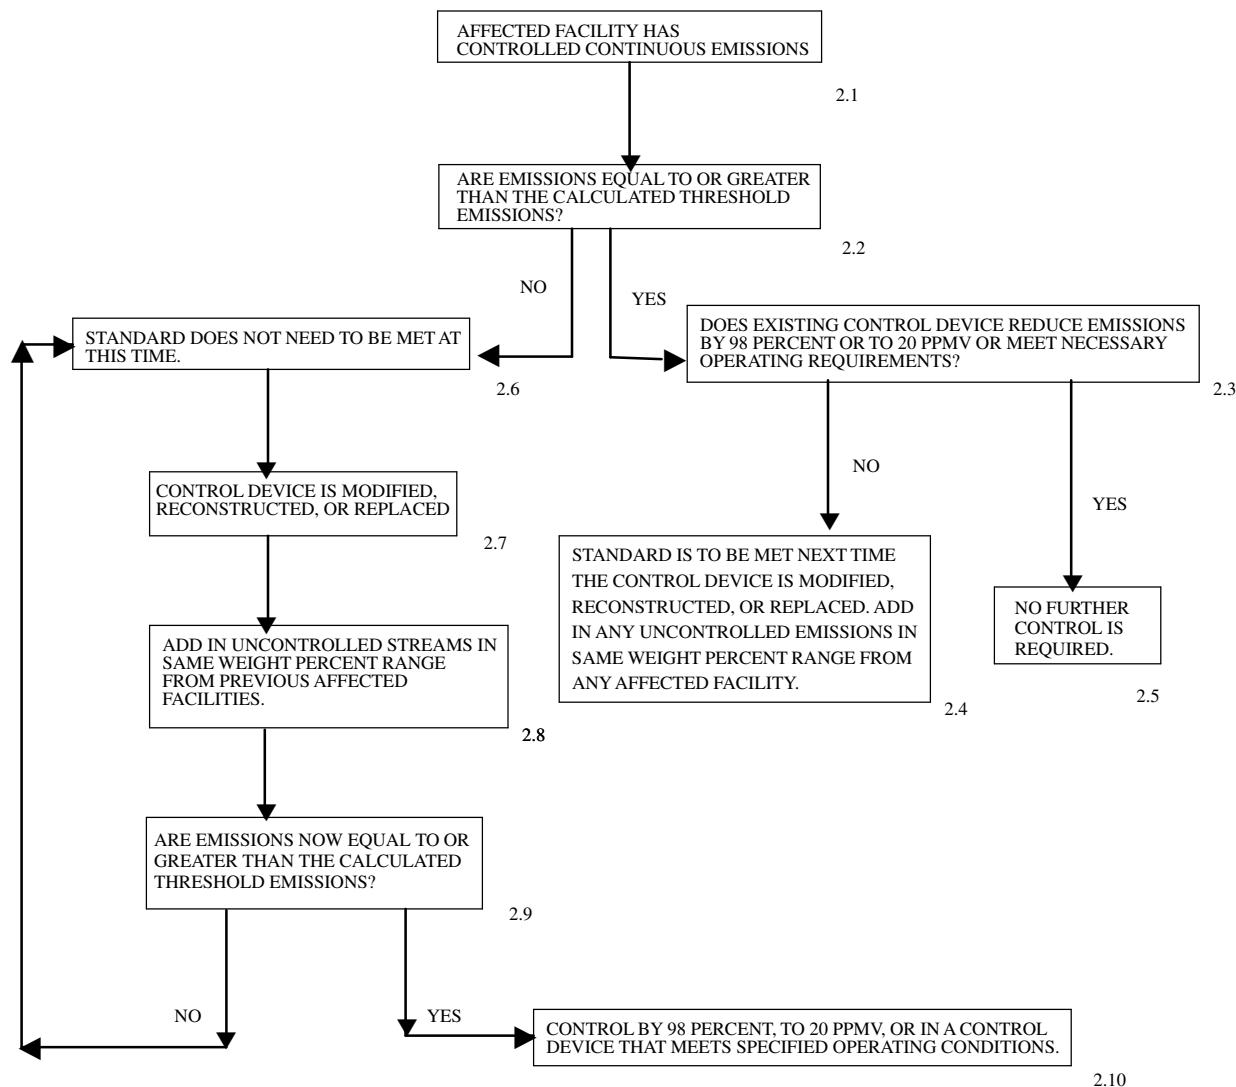 AFFECTED FACILITY HAS
CONTROLLED CONTINUOUS EMISSIONS
2.1
ARE EMISSIONS EQUAL TO OR GREATER
THAN THE CALCULATED THRESHOLD
EMISSIONS?
2.2
NO
YES
STANDARD DOES NOT NEED TO BE MET AT
THIS TIME.
2.6
DOES EXISTING CONTROL DEVICE REDUCE EMISSIONS
BY 98 PERCENT OR TO 20 PPMV OR MEET NECESSARY
OPERATING REQUIREMENTS?
2.3
NO
YES
CONTROL DEVICE IS MODIFIED,
RECONSTRUCTED, OR REPLACED
2.7
STANDARD IS TO BE MET NEXT TIME
THE CONTROL DEVICE IS MODIFIED,
RECONSTRUCTED, OR REPLACED. ADD
IN ANY UNCONTROLLED EMISSIONS IN
SAME WEIGHT PERCENT RANGE FROM
ANY AFFECTED FACILITY.
2.4
NO FURTHER
CONTROL IS
REQUIRED.
2.5
ADD IN UNCONTROLLED STREAMS IN
SAME WEIGHT PERCENT RANGE
FROM PREVIOUS AFFECTED
FACILITIES.
2.8
ARE EMISSIONS NOW EQUAL TO OR
GREATER THAN THE CALCULATED
THRESHOLD EMISSIONS?
2.9
NO
YES
CONTROL BY 98 PERCENT, TO 20 PPMV, OR IN A CONTROL
DEVICE THAT MEETS SPECIFIED OPERATING CONDITIONS.
2.10